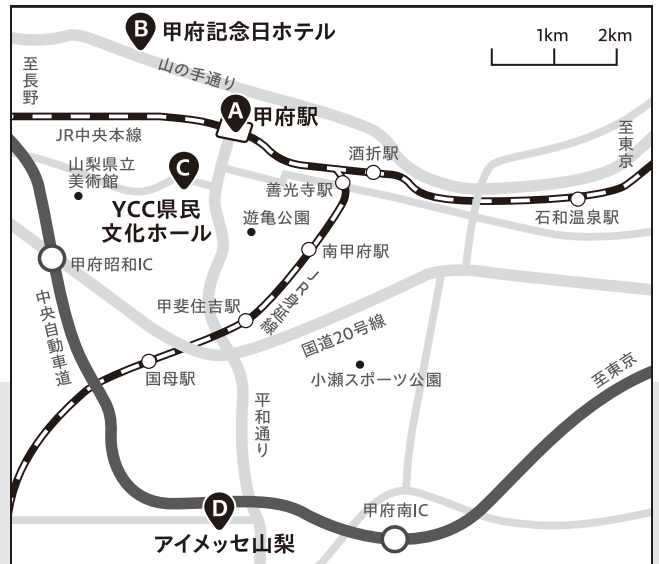 B
甲府記念日ホテル
1km
2km
至長野
山の手通り
A
甲府駅
JR中央本線
酒折駅
至東京
山梨県立
美術館
C
善光寺駅
YCC県民
文化ホール
遊亀公園
石和温泉駅
南甲府駅
甲府昭和IC
JR身延線
甲斐住吉駅
中央自動車道
国道20号線
国母駅
小瀬スポーツ公園
至東京
平和通り
D
甲府南IC
アイメッセ山梨